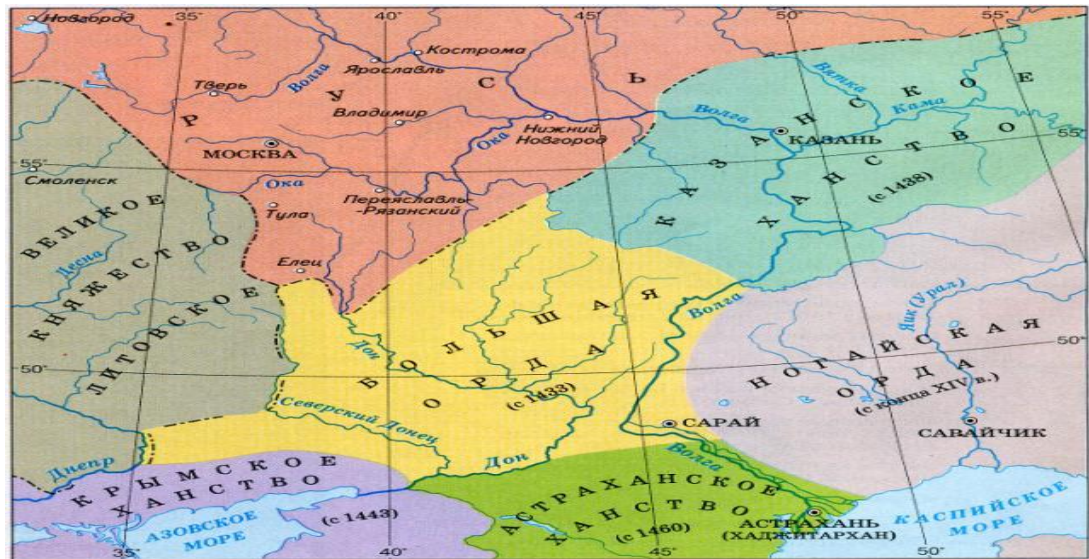 35°
40°
45°
50°
55°
Новгород
Кострома
Ярославль
Тверь
Волга
РУСЬ
Владимир
Нижний
Новгород
Ока
МОСКВА
Волга
Вятка
Кама
КАЗАНЬ
КАЗАНСКОЕ
ХАНСТВО
(с 1438)
55°
55°
Смоленск
Ока
Тула
Переяславль-
-Рязанский
Елец
ВЕЛИКОЕ
КНЯЖЕСТВО
ЛИТОВСКОЕ
Десна
Дон
БОЛЬШАЯ
ОРДА
(с 1433)
Волга
Яик (Урал)
НОГАЙСКАЯ
ОРДА
(с конца XIV в.)
50°
50°
Северский Донец
САРАЙ
САВАЙЧИК
Днепр
Дон
Волга
КРЫМСКОЕ
ХАНСТВО
(с 1443)
АЗОВСКОЕ
МОРЕ
АСТРАХАНСКОЕ
ХАНСТВО
(с 1460)
АСТРАХАНЬ
(ХАДЖИТАРХАН)
КАСПИЙСКОЕ
МОРЕ
35°
40°
45°
50°